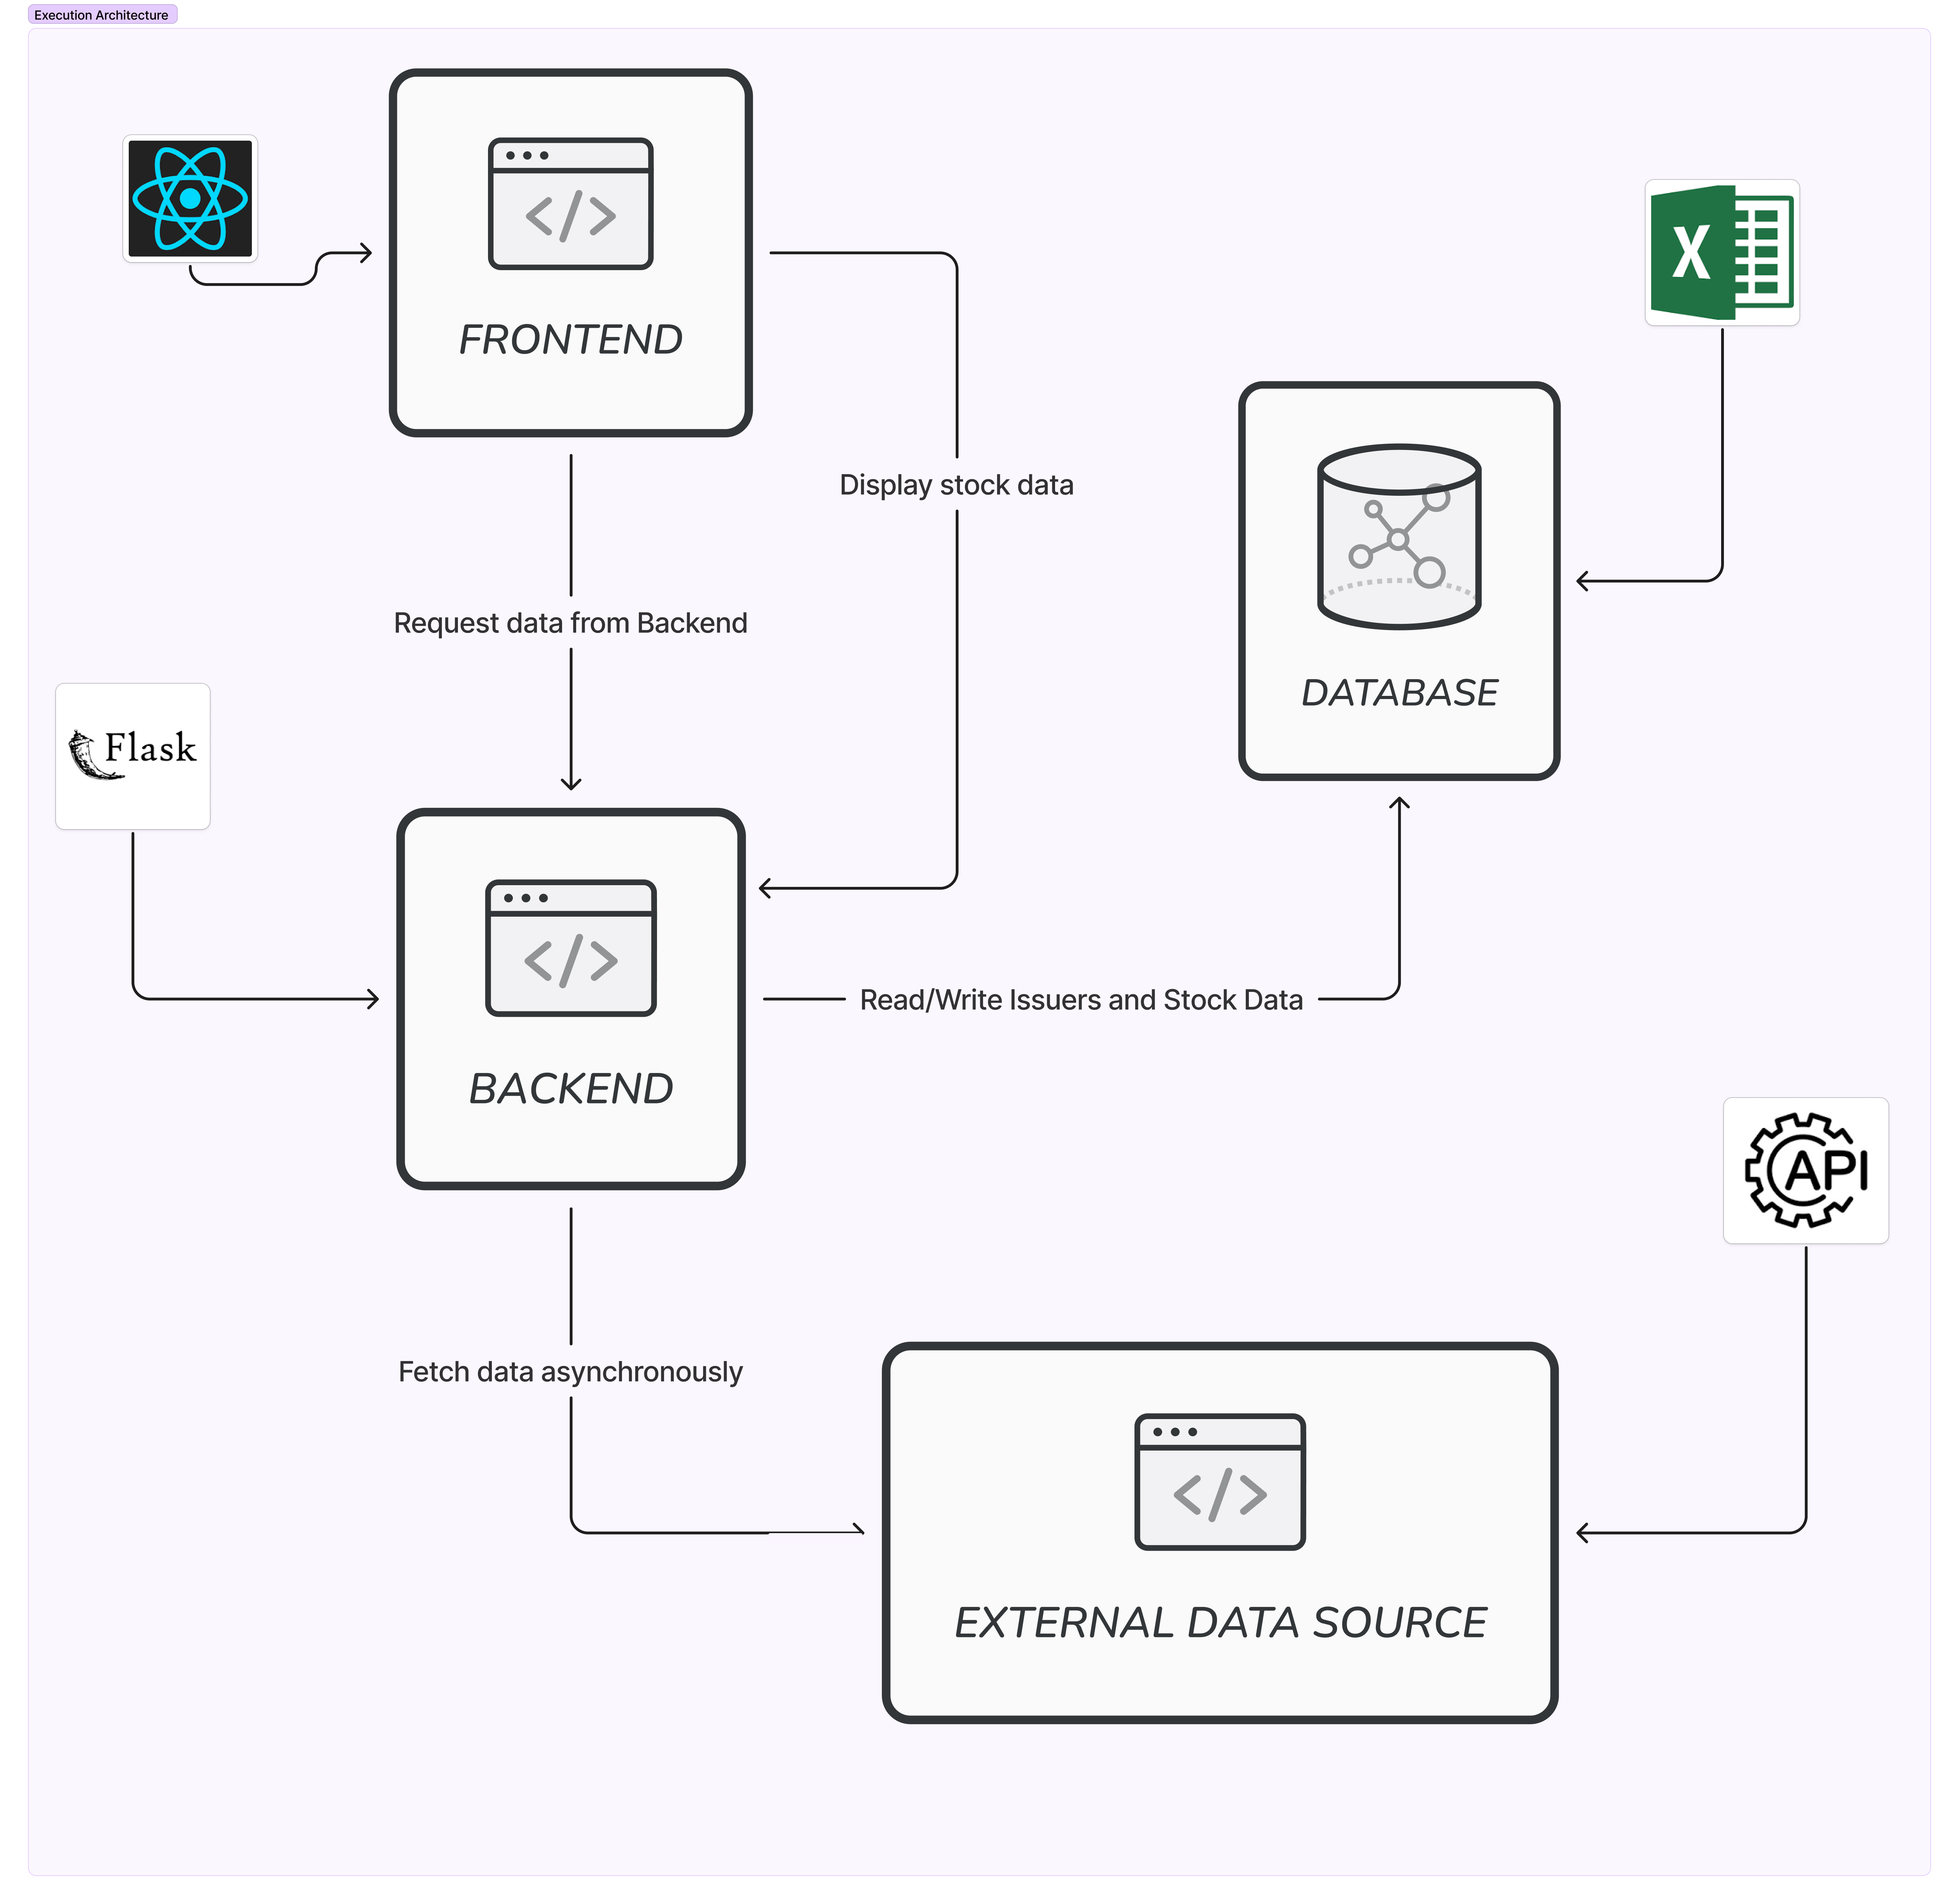 Execution Architecture
FRONTEND
X
Display stock data
Request data from Backend
DATABASE
Flask
BACKEND
Read/Write Issuers and Stock Data
API
Fetch data asynchronously
EXTERNAL DATA SOURCE